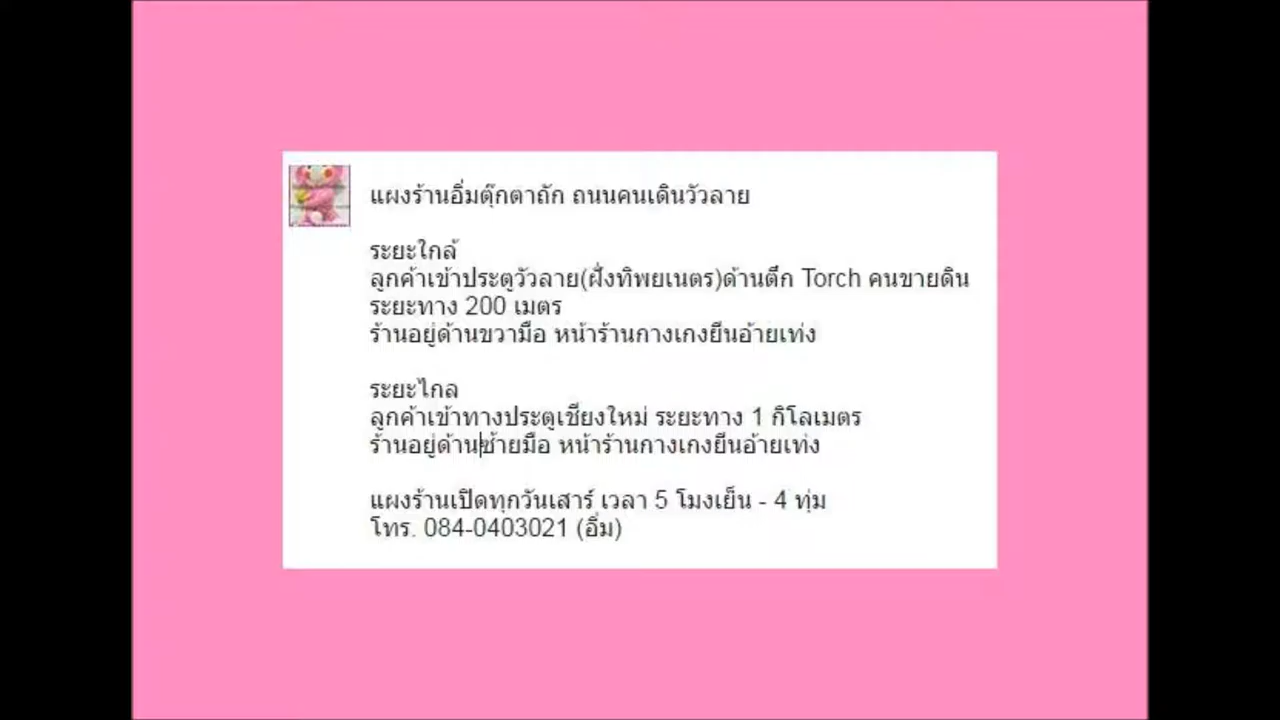 แผงร้านอิ่มตุ๊กตาถัก ถนนคนเดินวัวลาย
ระยะใกล้
ลูกค้าเข้าประตูวัวลาย(ฝั่งทิพยเนตร)ด้านตึก Torch คนขายดิน
ระยะทาง 200 เมตร
ร้านอยู่ด้านขวามือ หน้าร้านกางเกงยีนอ้ายเท่ง
ระยะไกล
ลูกค้าเข้าทางประตูเชียงใหม่ ระยะทาง 1 กิโลเมตร
ร้านอยู่ด้านซ้ายมือ หน้าร้านกางเกงยีนอ้ายเท่ง
แผงร้านเปิดทุกวันเสาร์ เวลา 5 โมงเย็น - 4 ทุ่ม
โทร. 084-0403021 (อิ่ม)